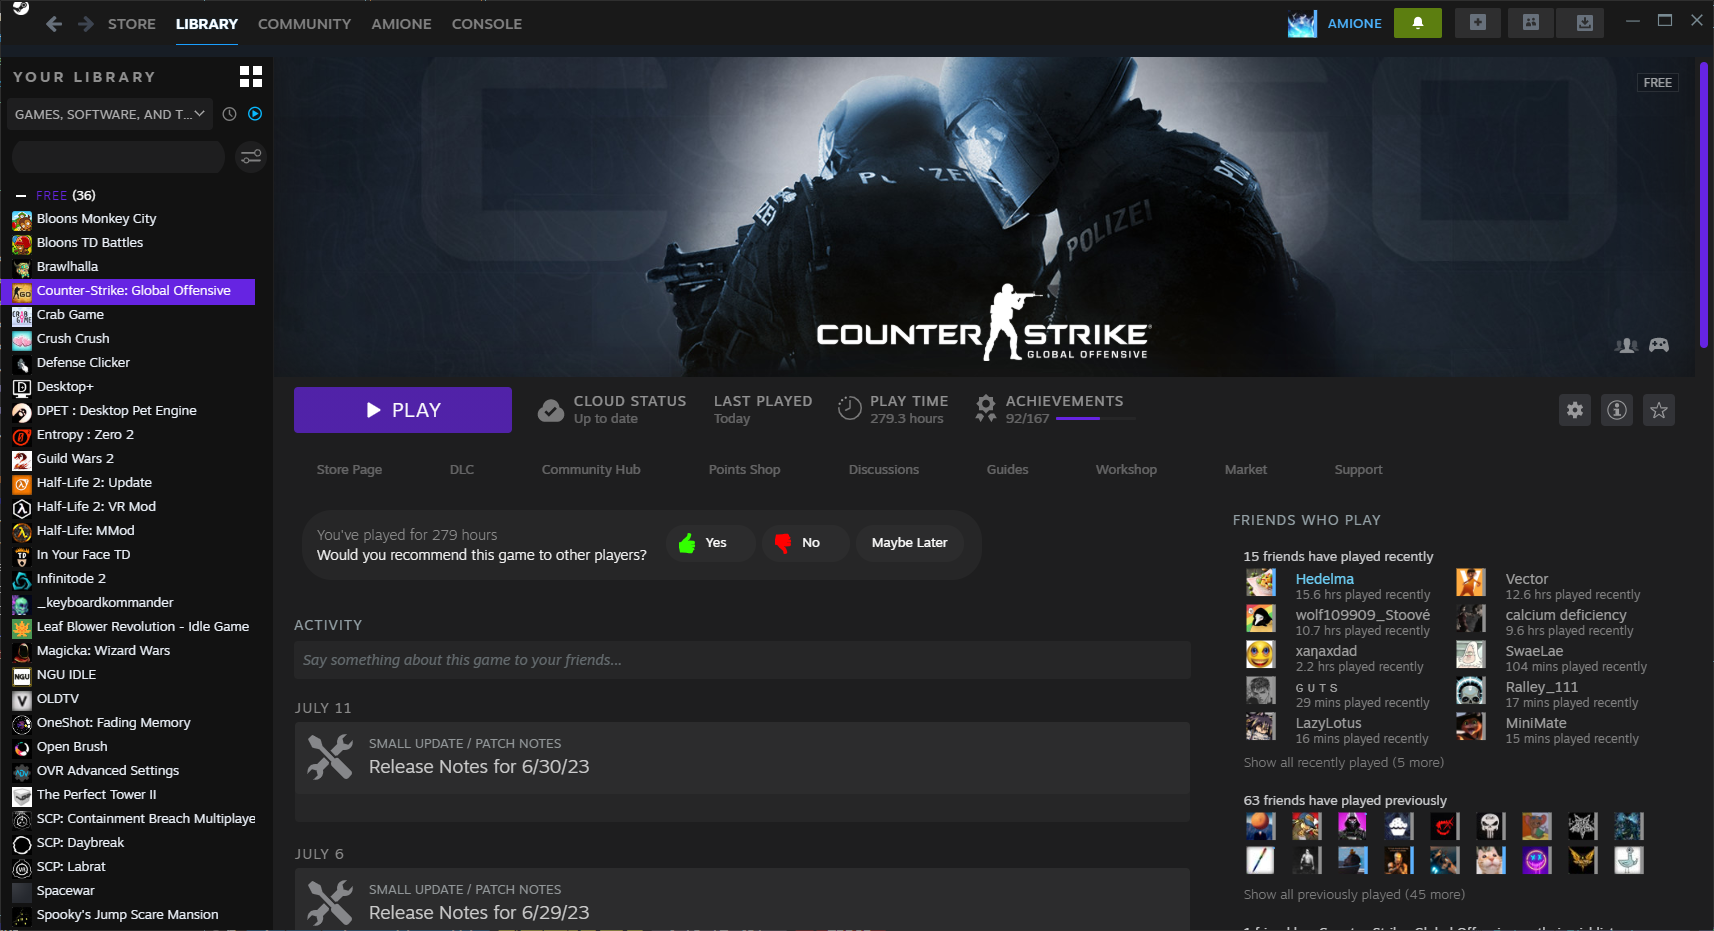 STORE LIBRARY COMMUNITY AMIONE CONSOLE
AMIONE
YOUR LIBRARY
GAMES, SOFTWARE, AND T...
FREE (36)
Bloons Monkey City
Bloons TD Battles
Brawlhalla
Counter-Strike: Global Offensive
Crab Game
Crush Crush
Defense Clicker
Desktop+
DPET : Desktop Pet Engine
Entropy : Zero 2
Guild Wars 2
Half-Life 2: Update
Half-Life 2: VR Mod
Half-Life: MMod
In Your Face TD
Infinitode 2
_keyboardkommander
Leaf Blower Revolution - Idle Game
Magicka: Wizard Wars
NGU IDLE
OLDTV
OneShot: Fading Memory
Open Brush
OVR Advanced Settings
The Perfect Tower II
SCP: Containment Breach Multiplaye
SCP: Daybreak
SCP: Labrat
Spacewar
Spooky's Jump Scare Mansion
FREE
POLIZEI
COUNTER STRIKE
GLOBAL OFFENSIVE
PLAY
CLOUD STATUS
Up to date
LAST PLAYED
Today
PLAY TIME
279.3 hours
ACHIEVEMENTS
92/167
Store Page DLC Community Hub Points Shop Discussions Guides Workshop Market Support
You've played for 279 hours
Would you recommend this game to other players?
Yes No Maybe Later
ACTIVITY
Say something about this game to your friends...
JULY 11
SMALL UPDATE / PATCH NOTES
Release Notes for 6/30/23
JULY 6
SMALL UPDATE / PATCH NOTES
Release Notes for 6/29/23
FRIENDS WHO PLAY
15 friends have played recently
Hedelma
15.6 hrs played recently
Vector
12.6 hrs played recently
wolf109909_Stoové
10.7 hrs played recently
calcium deficiency
9.6 hrs played recently
xaηaxdad
2.2 hrs played recently
SwaeLae
104 mins played recently
ɢ ᴜ ᴛ s
29 mins played recently
Ralley_111
17 mins played recently
LazyLotus
16 mins played recently
MiniMate
15 mins played recently
Show all recently played (5 more)
63 friends have played previously
Show all previously played (45 more)